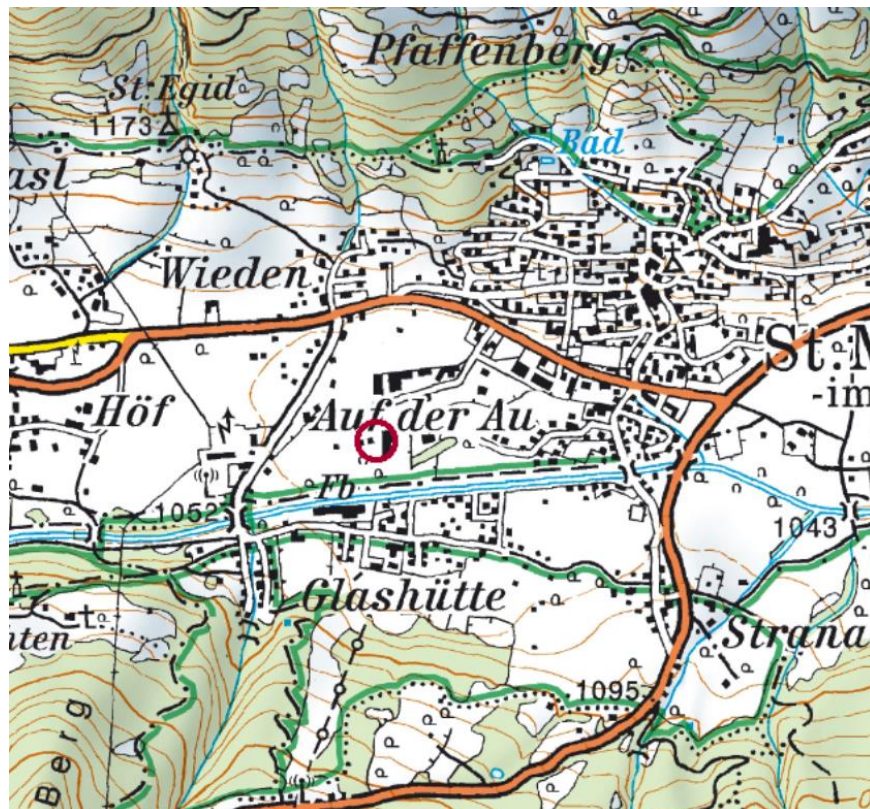 Pfaffenberg
St. Egid
1173
Bad
asl
Wieden
St. M
-im
Höf
Auf der Au
Fb
1052
1043
Glashütte
nten
Strana
1095
Berg